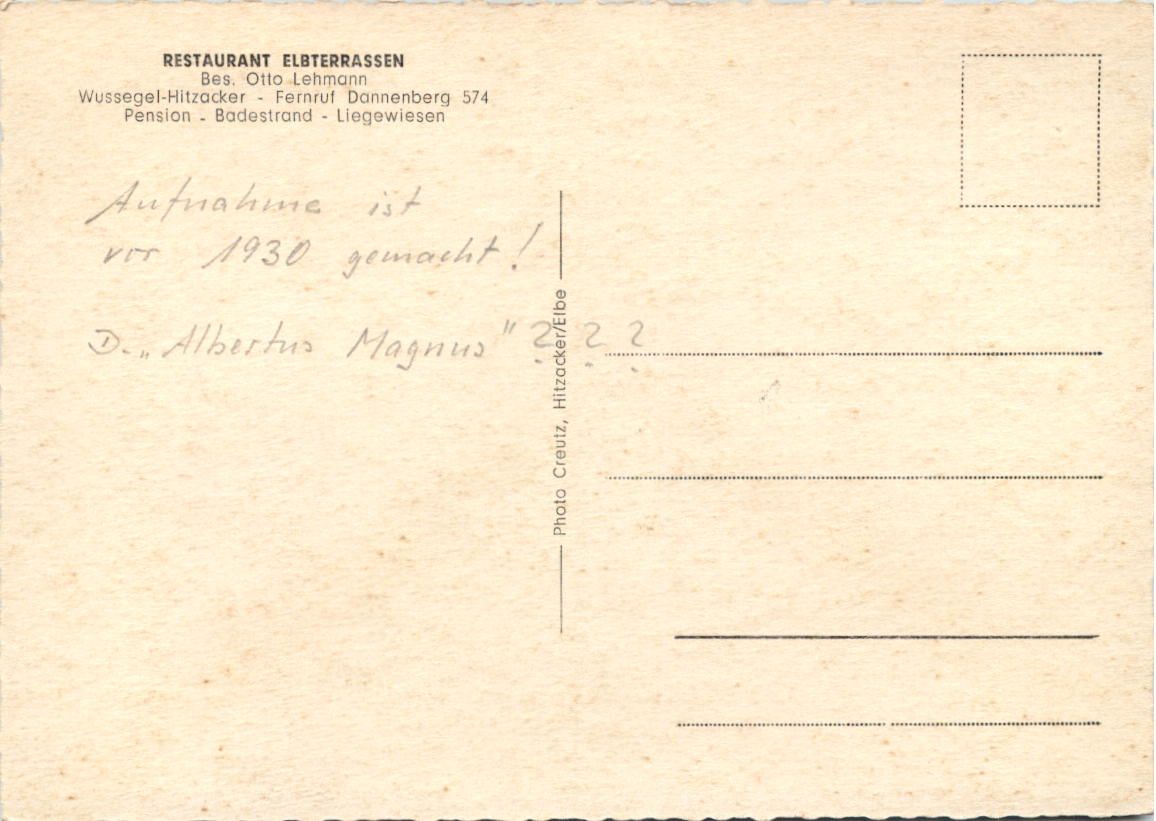 RESTAURANT ELBTERRASSEN
Bes. Otto Lehmann
Wussegel-Hitzacker - Fernruf Dannenberg 574
Pension - Badestrand - Liegewiesen
Aufnahme ist
vor 1930 gemacht!
D. „Albertus Magnus" ???
Photo Creutz, Hitzacker/Elbe